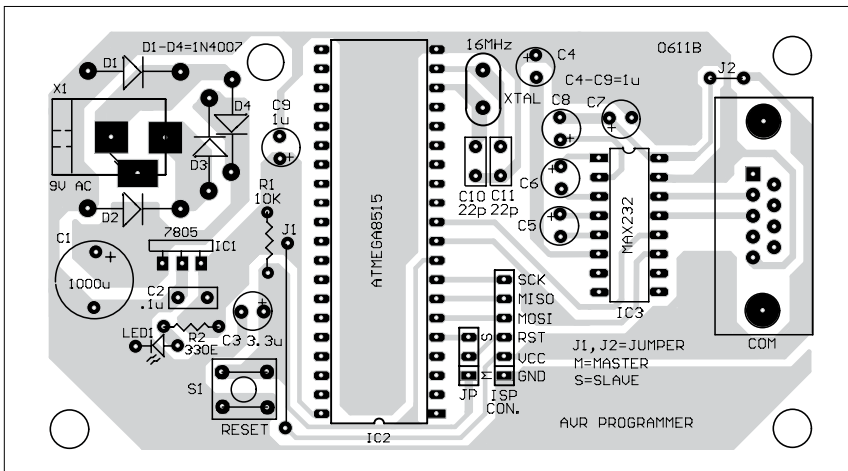 D1-D4=1N4007
16MHz
C4
0611B
D1
J2
X1
C4-C9=1u
XTAL
C9
1u
D4
C8
C7
D3
9V AC
R1
10K
C10
22p
C11
22p
C6
MAX232
D2
C5
ATMEGA8515
C1
7805
IC1
J1
1000u
SCK
C2
.1u
MISO
MOSI
IC3
LED1
R2
330E
C3 3.3u
S
RST
COM
VCC
J1,J2=JUMPER
M
GND
M=MASTER
S1
JP
ISP
CON.
S=SLAVE
RESET
IC2
AVR PROGRAMMER